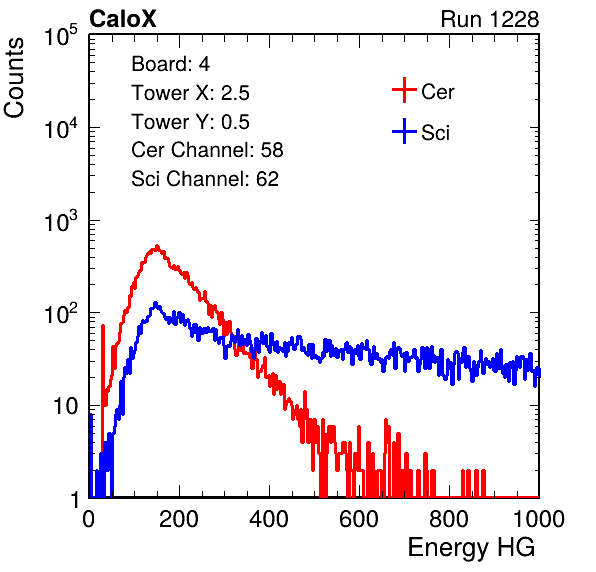 CaloX Run 1228
Counts
10^5
10^4
10^3
10^2
10
1
Board: 4
Tower X: 2.5
Tower Y: 0.5
Cer Channel: 58
Sci Channel: 62
Cer
Sci
0 200 400 600 800 1000
Energy HG